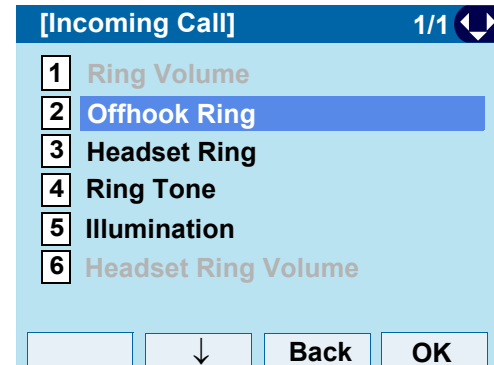 [Incoming Call] 1/1
1 Ring Volume
2 Offhook Ring
3 Headset Ring
4 Ring Tone
5 Illumination
6 Headset Ring Volume
↓ Back OK